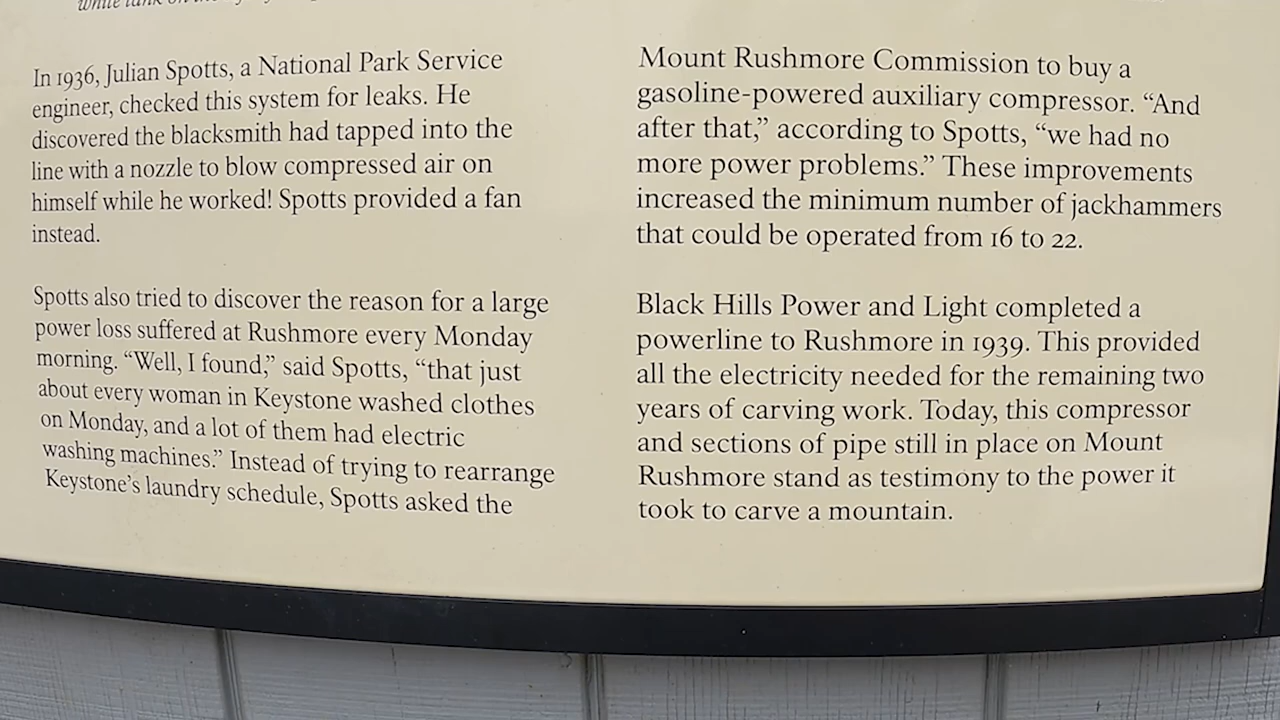 while tank on the
In 1936, Julian Spotts, a National Park Service
engineer, checked this system for leaks. He
discovered the blacksmith had tapped into the
line with a nozzle to blow compressed air on
himself while he worked! Spotts provided a fan
instead.
Spotts also tried to discover the reason for a large
power loss suffered at Rushmore every Monday
morning. “Well, I found,” said Spotts, “that just
about every woman in Keystone washed clothes
on Monday, and a lot of them had electric
washing machines.” Instead of trying to rearrange
Keystone’s laundry schedule, Spotts asked the
Mount Rushmore Commission to buy a
gasoline-powered auxiliary compressor. “And
after that,” according to Spotts, “we had no
more power problems.” These improvements
increased the minimum number of jackhammers
that could be operated from 16 to 22.
Black Hills Power and Light completed a
powerline to Rushmore in 1939. This provided
all the electricity needed for the remaining two
years of carving work. Today, this compressor
and sections of pipe still in place on Mount
Rushmore stand as testimony to the power it
took to carve a mountain.